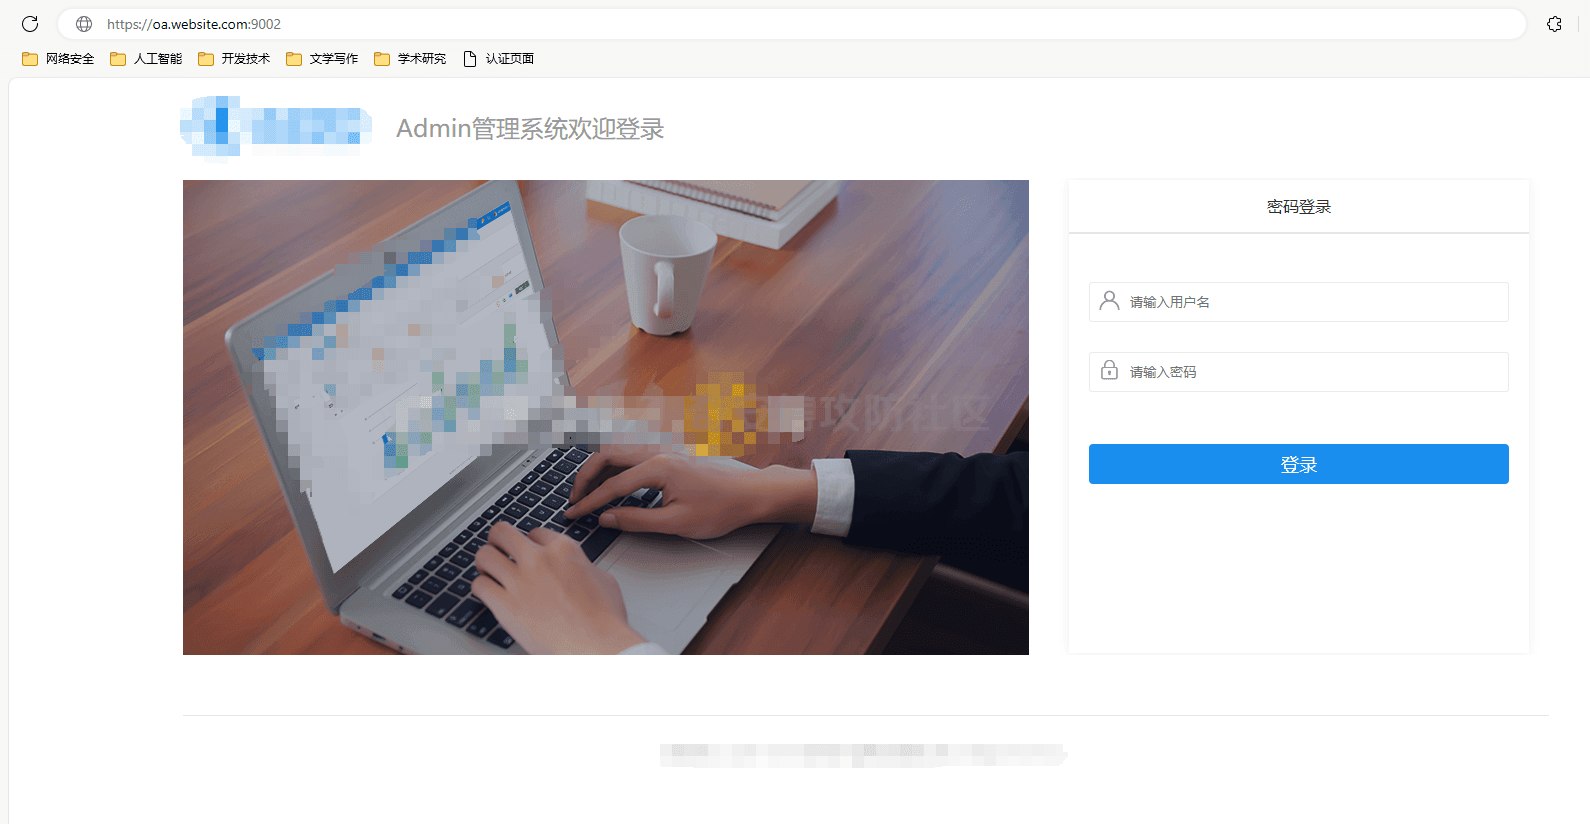 https://oa.website.com:9002
网络安全 人工智能 开发技术 文学写作 学术研究 认证页面
Admin管理系统欢迎登录
密码登录
请输入用户名
请输入密码
攻防社区
登录